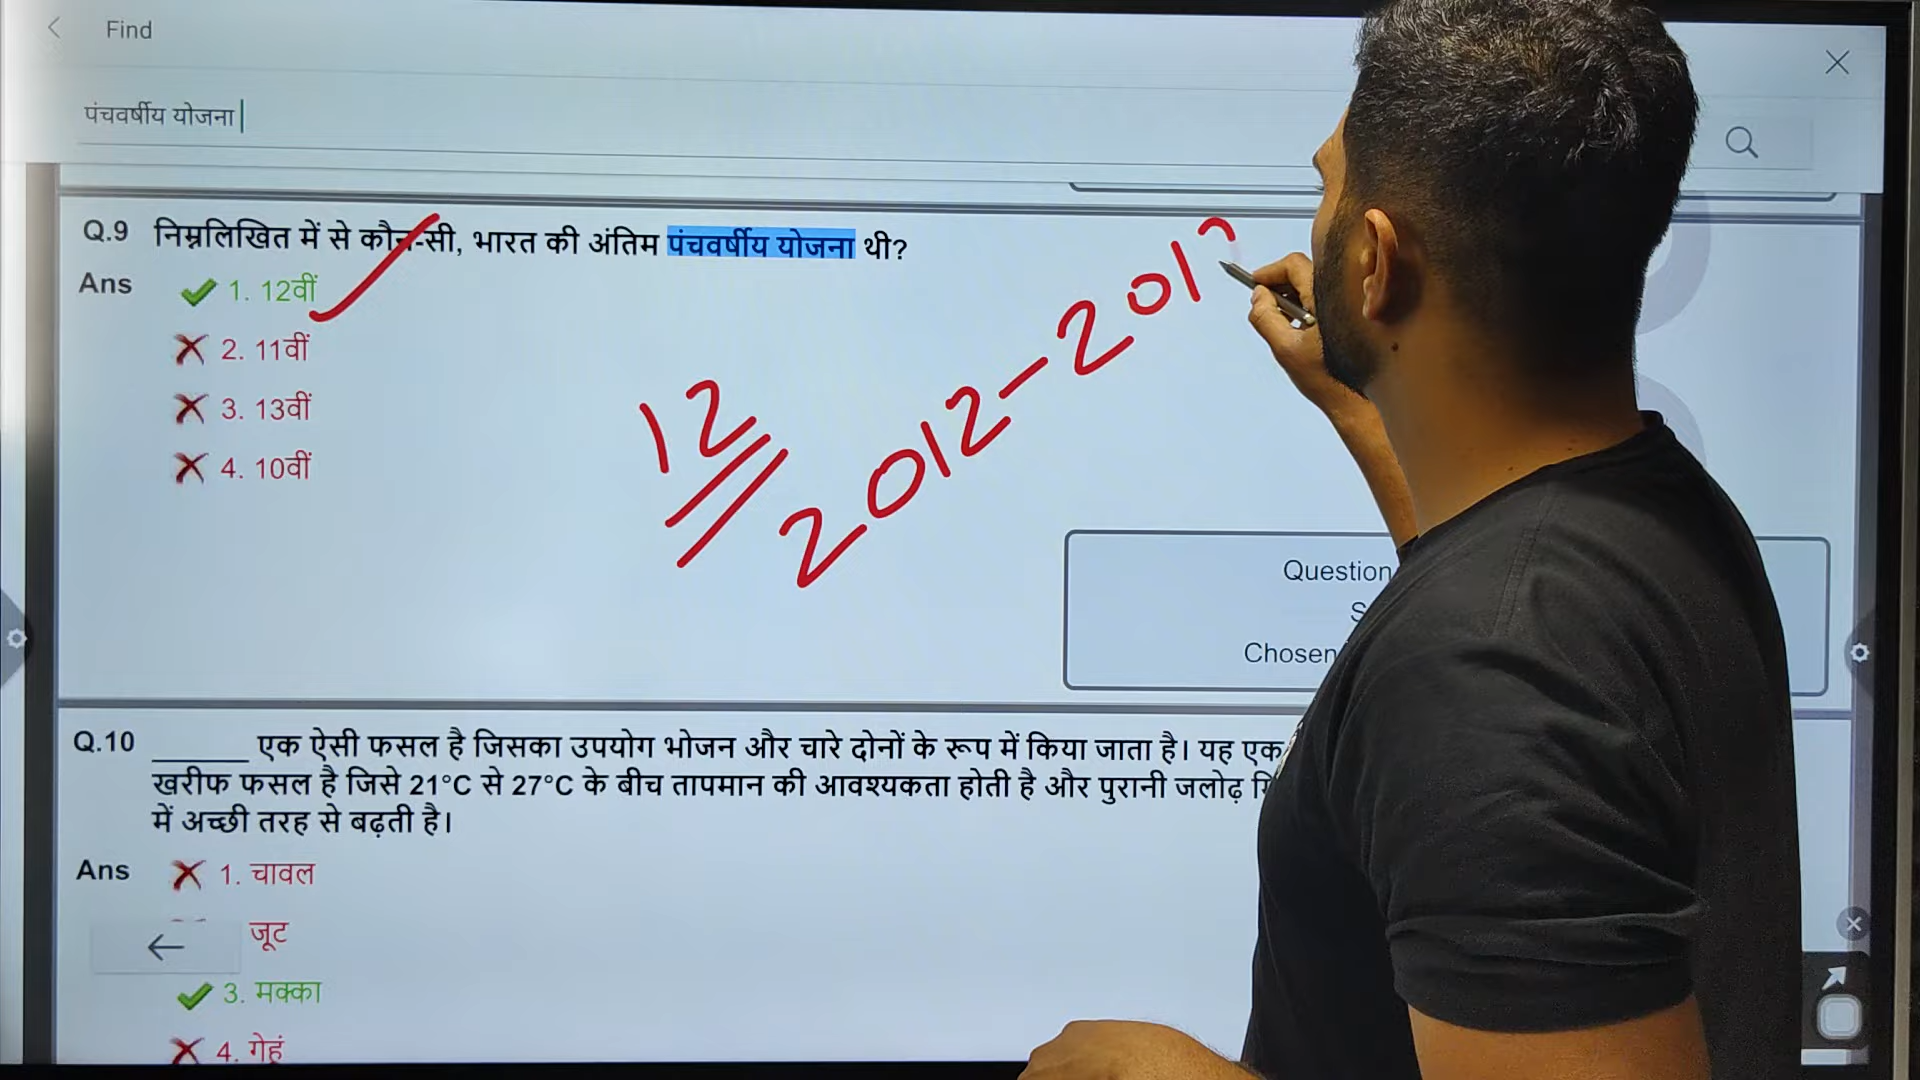 Find
पंचवर्षीय योजना
Q.9 निम्नलिखित में से कौन-सी, भारत की अंतिम पंचवर्षीय योजना थी?
Ans 1. 12वीं
2. 11वीं
3. 13वीं
4. 10वीं
12
2012-201
Question
Chosen
Q.10 ______ एक ऐसी फसल है जिसका उपयोग भोजन और चारे दोनों के रूप में किया जाता है। यह एक
खरीफ फसल है जिसे 21°C से 27°C के बीच तापमान की आवश्यकता होती है और पुरानी जलोढ़
में अच्छी तरह से बढ़ती है।
Ans 1. चावल
जूट
3. मक्का
4. गेहूं